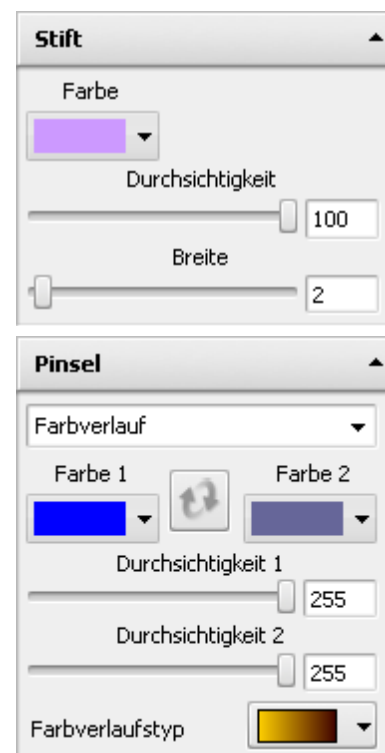 Stift
Farbe
Durchsichtigkeit
100
Breite
2
Pinsel
Farbverlauf
Farbe 1 Farbe 2
Durchsichtigkeit 1
255
Durchsichtigkeit 2
255
Farbverlaufstyp